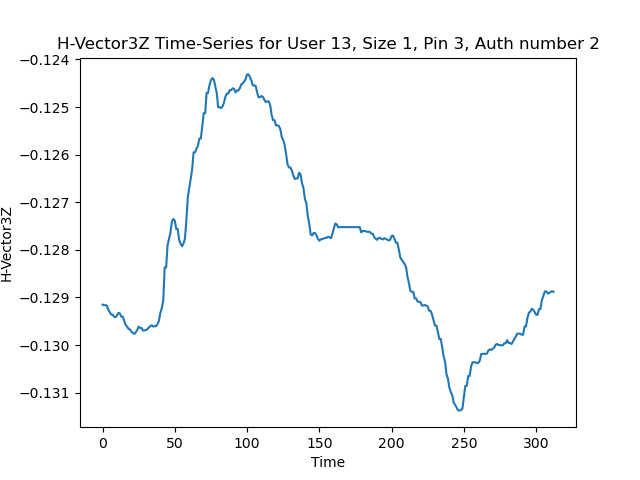 H-Vector3Z Time-Series for User 13, Size 1, Pin 3, Auth number 2
−0.124
−0.125
−0.126
−0.127
−0.128
−0.129
−0.130
−0.131
H-Vector3Z
0 50 100 150 200 250 300
Time